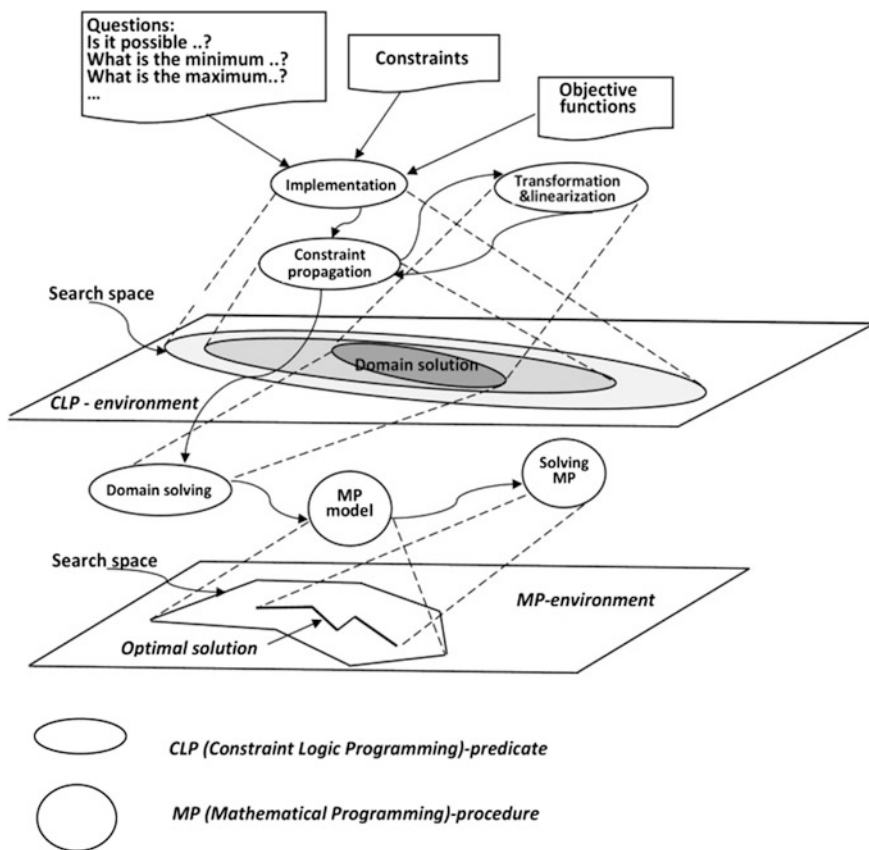 Questions:
Is it possible ..?
What is the minimum ..?
What is the maximum..?
...
Constraints
Objective
functions
Implementation
Transformation
&linearization
Constraint
propagation
Search space
Domain solution
CLP - environment
Domain solving
MP
model
Solving
MP
Search space
MP-environment
Optimal solution
CLP (Constraint Logic Programming)-predicate
MP (Mathematical Programming)-procedure